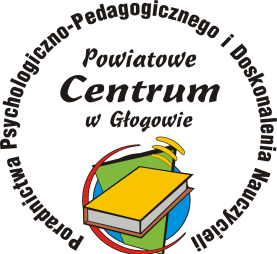 Powiatowe
Centrum
w Głogowie
Poradnictwa Psychologiczno-Pedagogicznego i Doskonalenia Nauczycieli